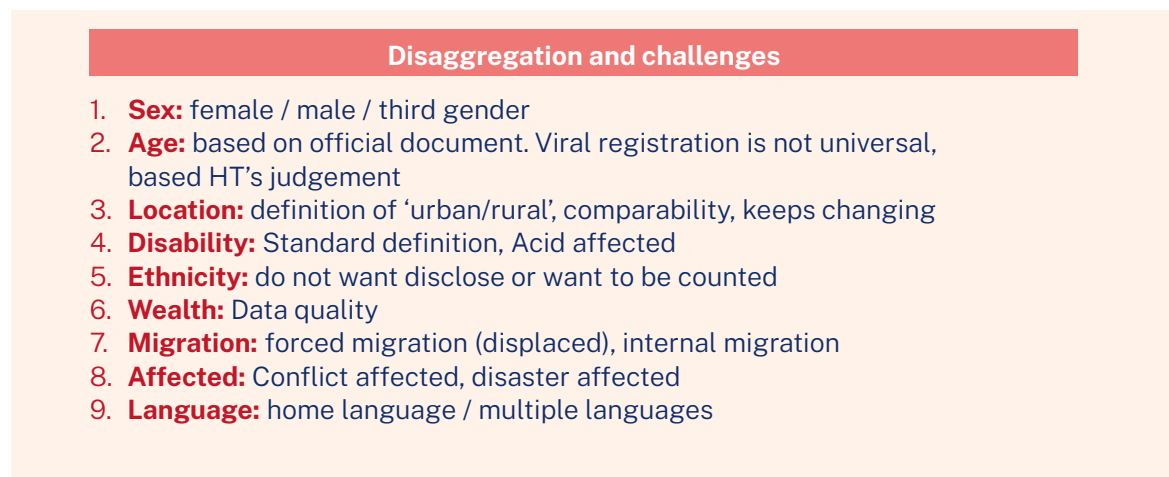 Disaggregation and challenges
1. Sex: female / male / third gender
2. Age: based on official document. Viral registration is not universal,
based HT's judgement
3. Location: definition of ‘urban/rural’, comparability, keeps changing
4. Disability: Standard definition, Acid affected
5. Ethnicity: do not want disclose or want to be counted
6. Wealth: Data quality
7. Migration: forced migration (displaced), internal migration
8. Affected: Conflict affected, disaster affected
9. Language: home language / multiple languages